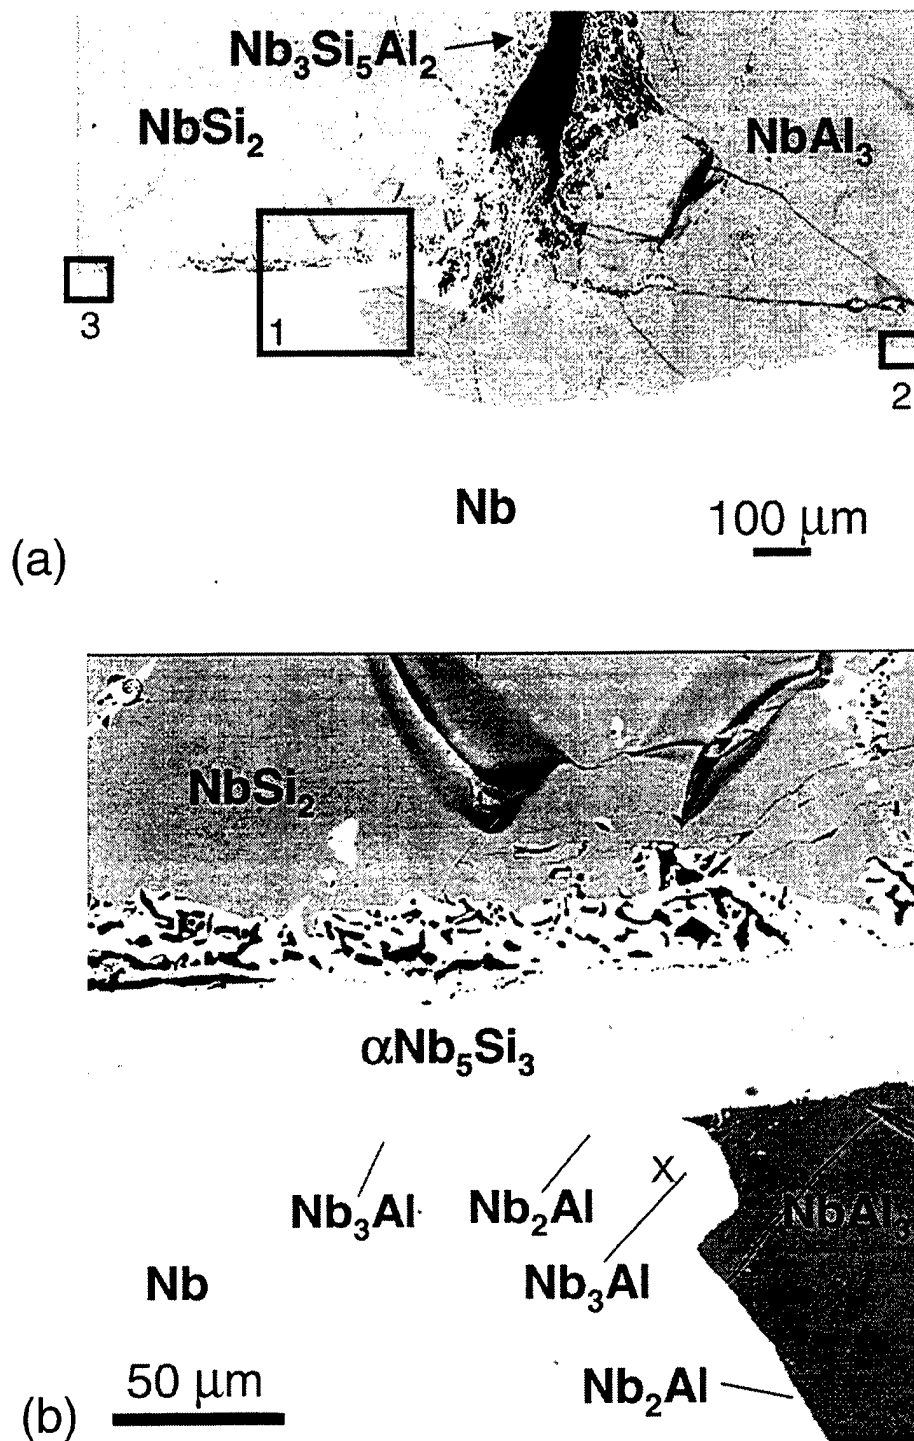 Nb₃Si₅Al₂
NbSi₂
NbAl₃
3
1
2
Nb
100 μm
(a)
NbSi₂
αNb₅Si₃
X
Nb₃Al
Nb₂Al
NbAl₃
Nb
Nb₃Al
Nb₂Al
50 μm
(b)